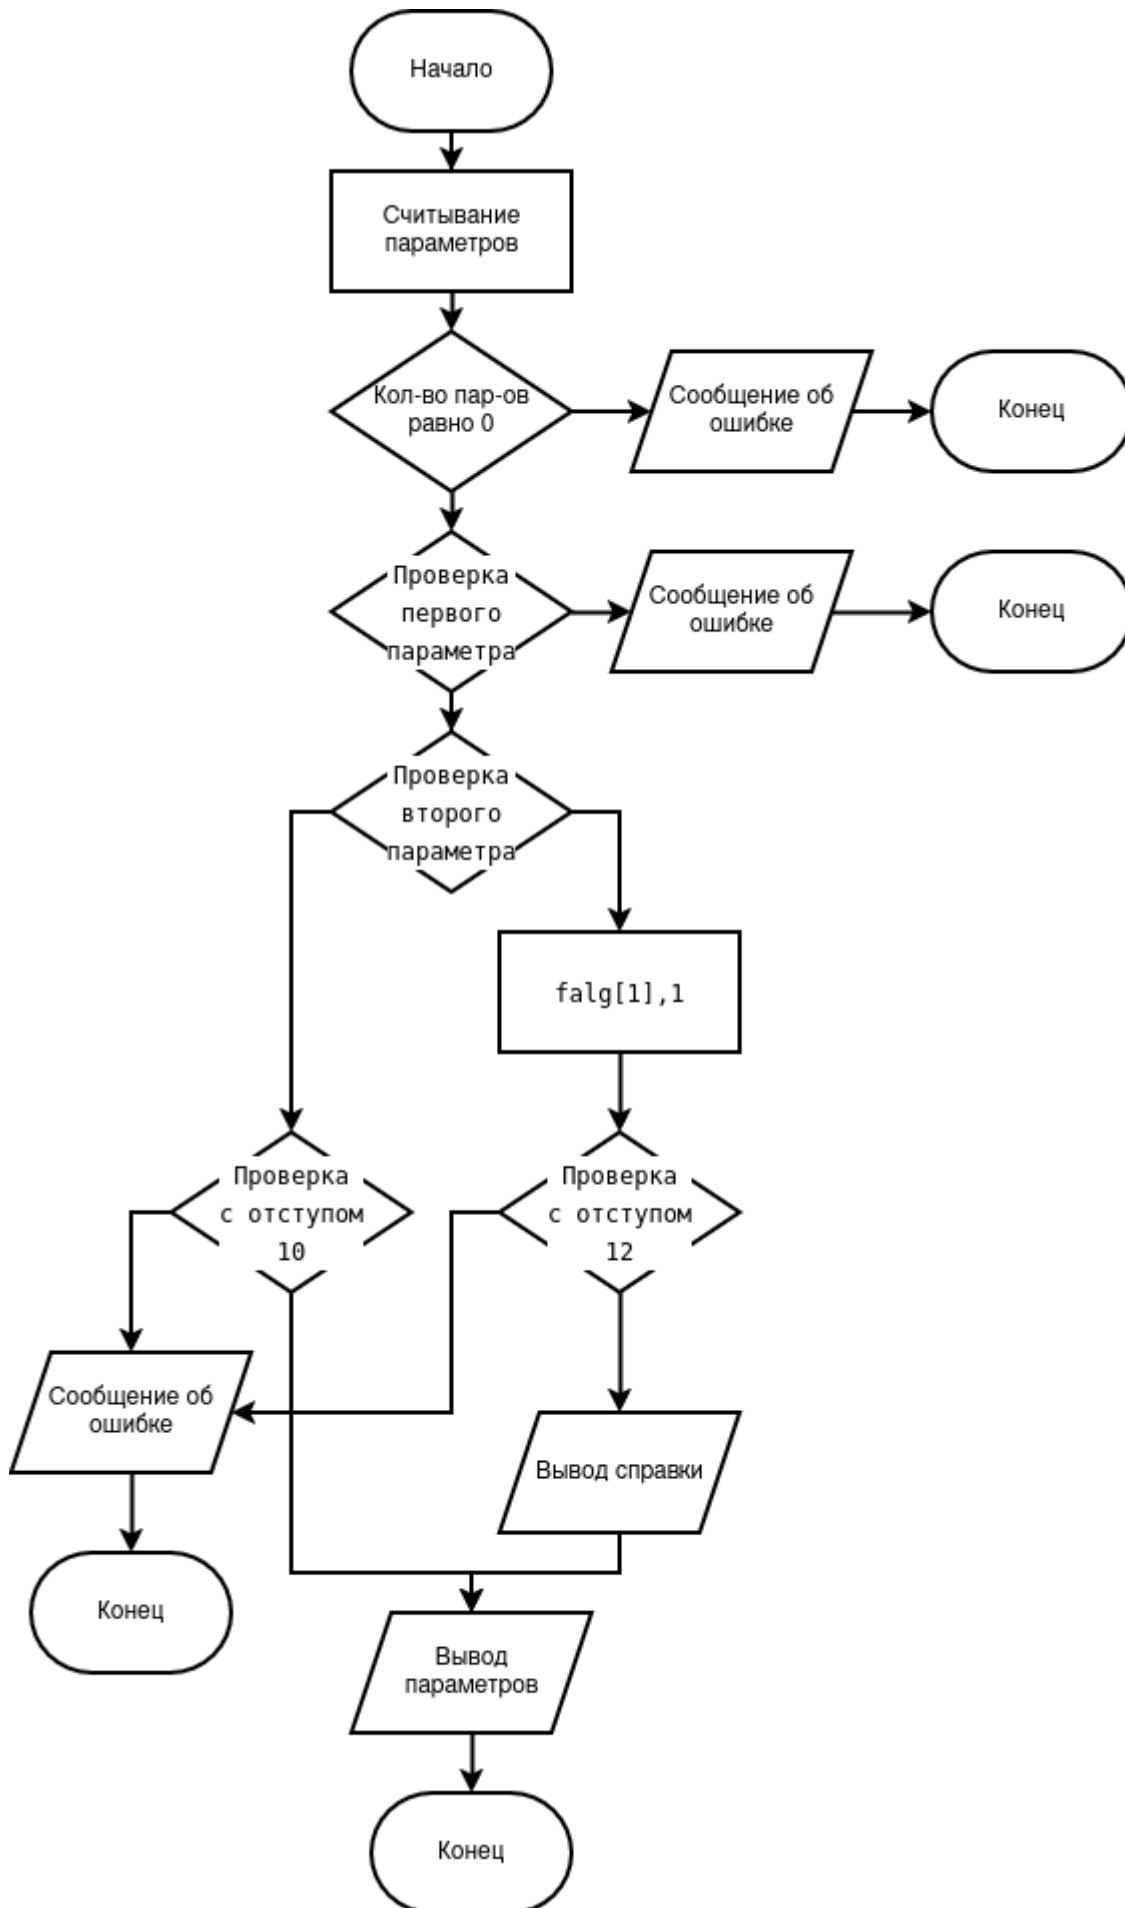 Начало
Считывание
параметров
Кол-во пар-ов
равно 0
Сообщение об
ошибке
Конец
Проверка
первого
параметра
Сообщение об
ошибке
Конец
Проверка
второго
параметра
falg[1],1
Проверка
с отступом
10
Проверка
с отступом
12
Сообщение об
ошибке
Вывод справки
Конец
Вывод
параметров
Конец